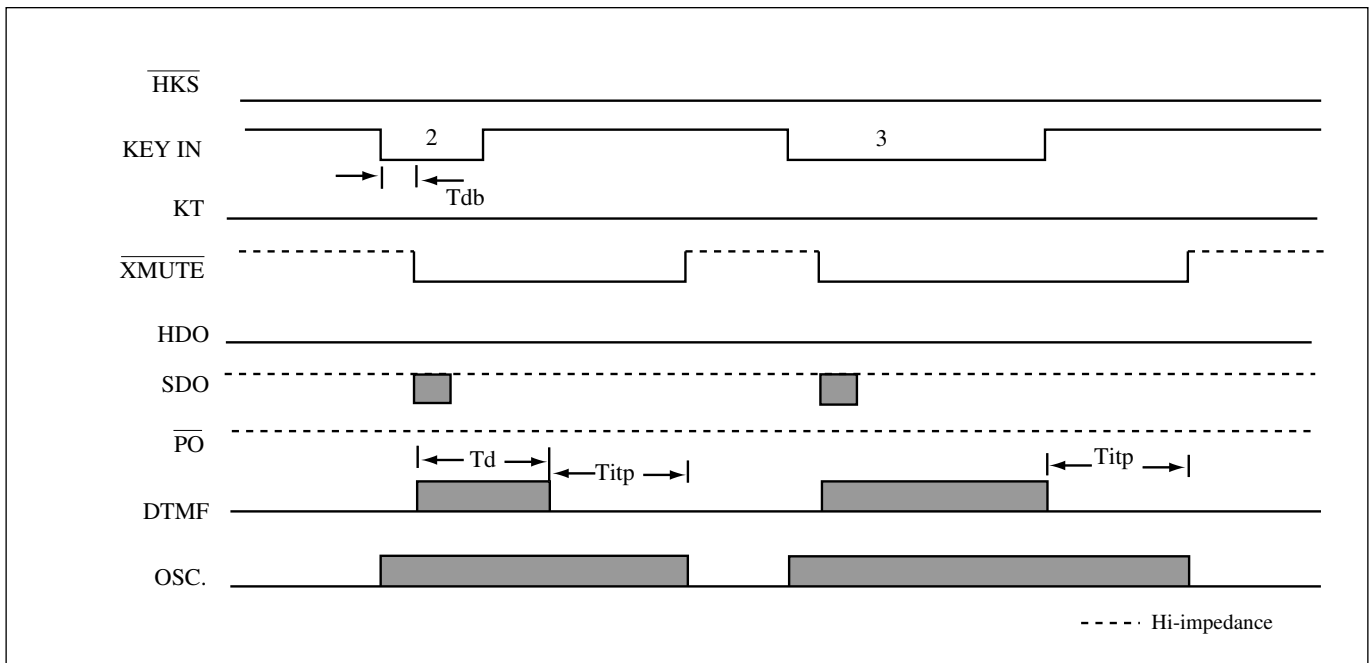 HKS
KEY IN
2
3
Tdb
KT
XMUTE
HDO
SDO
PO
Td
Titp
Titp
DTMF
OSC.
Hi-impedance